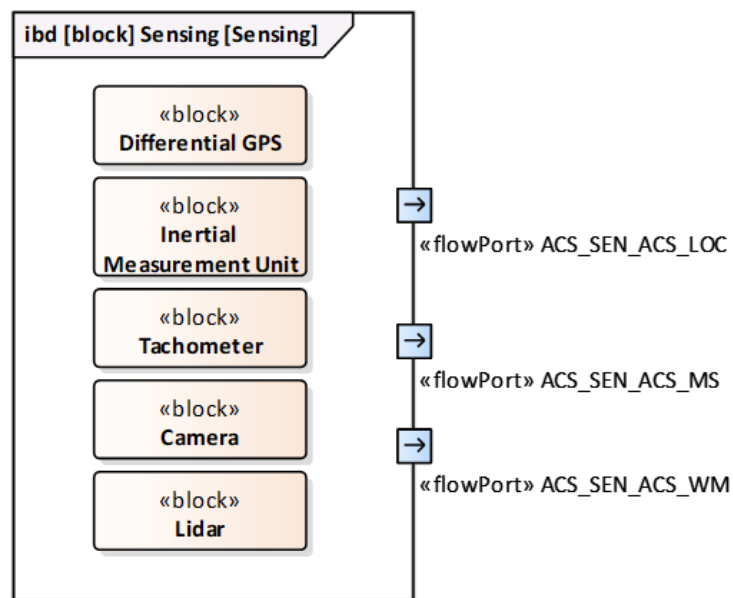 ibd [block] Sensing [Sensing]
«block»
Differential GPS
«block»
Inertial
Measurement Unit
«block»
Tachometer
«block»
Camera
«block»
Lidar
«flowPort» ACS_SEN_ACS_LOC
«flowPort» ACS_SEN_ACS_MS
«flowPort» ACS_SEN_ACS_WM